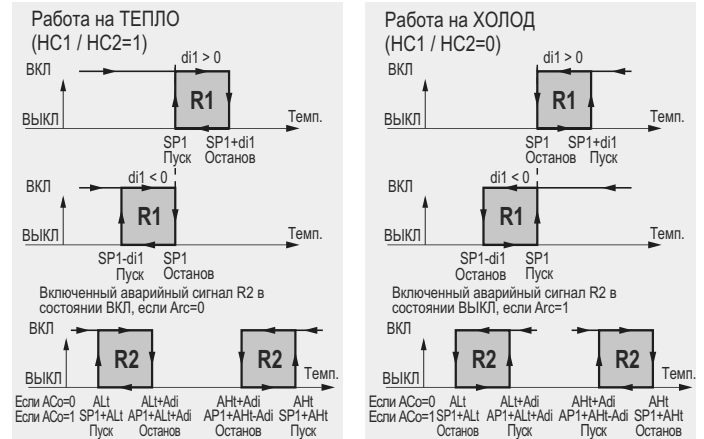 Работа на ТЕПЛО
(HC1 / HC2=1)
di1 > 0
ВКЛ
R1
ВЫКЛ
Темп.
SP1 SP1+di1
Пуск Останов
di1 < 0
ВКЛ
R1
ВЫКЛ
Темп.
SP1-di1 SP1
Пуск Останов
Включенный аварийный сигнал R2 в
состоянии ВКЛ, если Arc=0
ВКЛ
R2 R2
ВЫКЛ
Темп.
Если ACo=0 ALt ALt+Adi AHt+Adi AHt
Если ACo=1 SP1+ALt AP1+ALt+Adi AP1+AHt-Adi SP1+AHt
Пуск Останов Останов Пуск
Работа на ХОЛОД
(HC1 / HC2=0)
di1 > 0
ВКЛ
R1
ВЫКЛ
Темп.
SP1 SP1+di1
Останов Пуск
di1 < 0
ВКЛ
R1
ВЫКЛ
Темп.
SP1-di1 SP1
Останов Пуск
Включенный аварийный сигнал R2 в
состоянии ВЫКЛ, если Arc=1
ВКЛ
R2 R2
ВЫКЛ
Темп.
Если ACo=0 ALt ALt+Adi AHt+Adi AHt
Если ACo=1 SP1+ALt AP1+ALt+Adi AP1+AHt-Adi SP1+AHt
Останов Пуск Пуск Останов